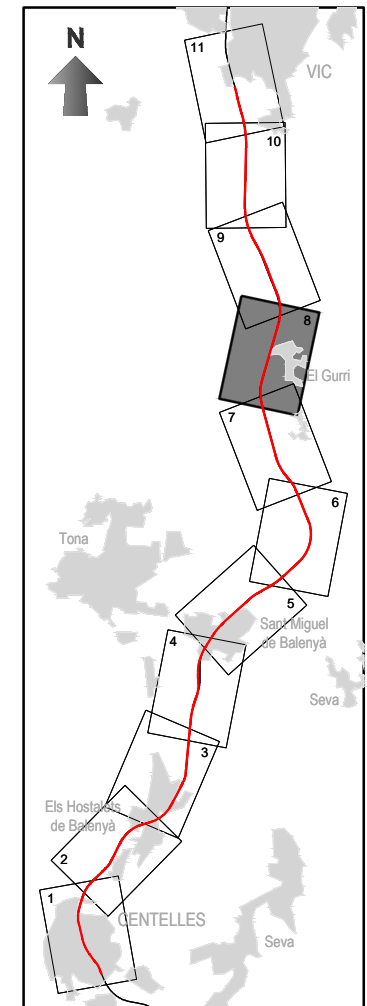 N
11
VIC
10
9
8
El Gurri
7
6
Tona
5
Sant Miguel
de Balenyà
4
Seva
3
Els Hostalets
de Balenyà
2
1
CENTELLES
Seva